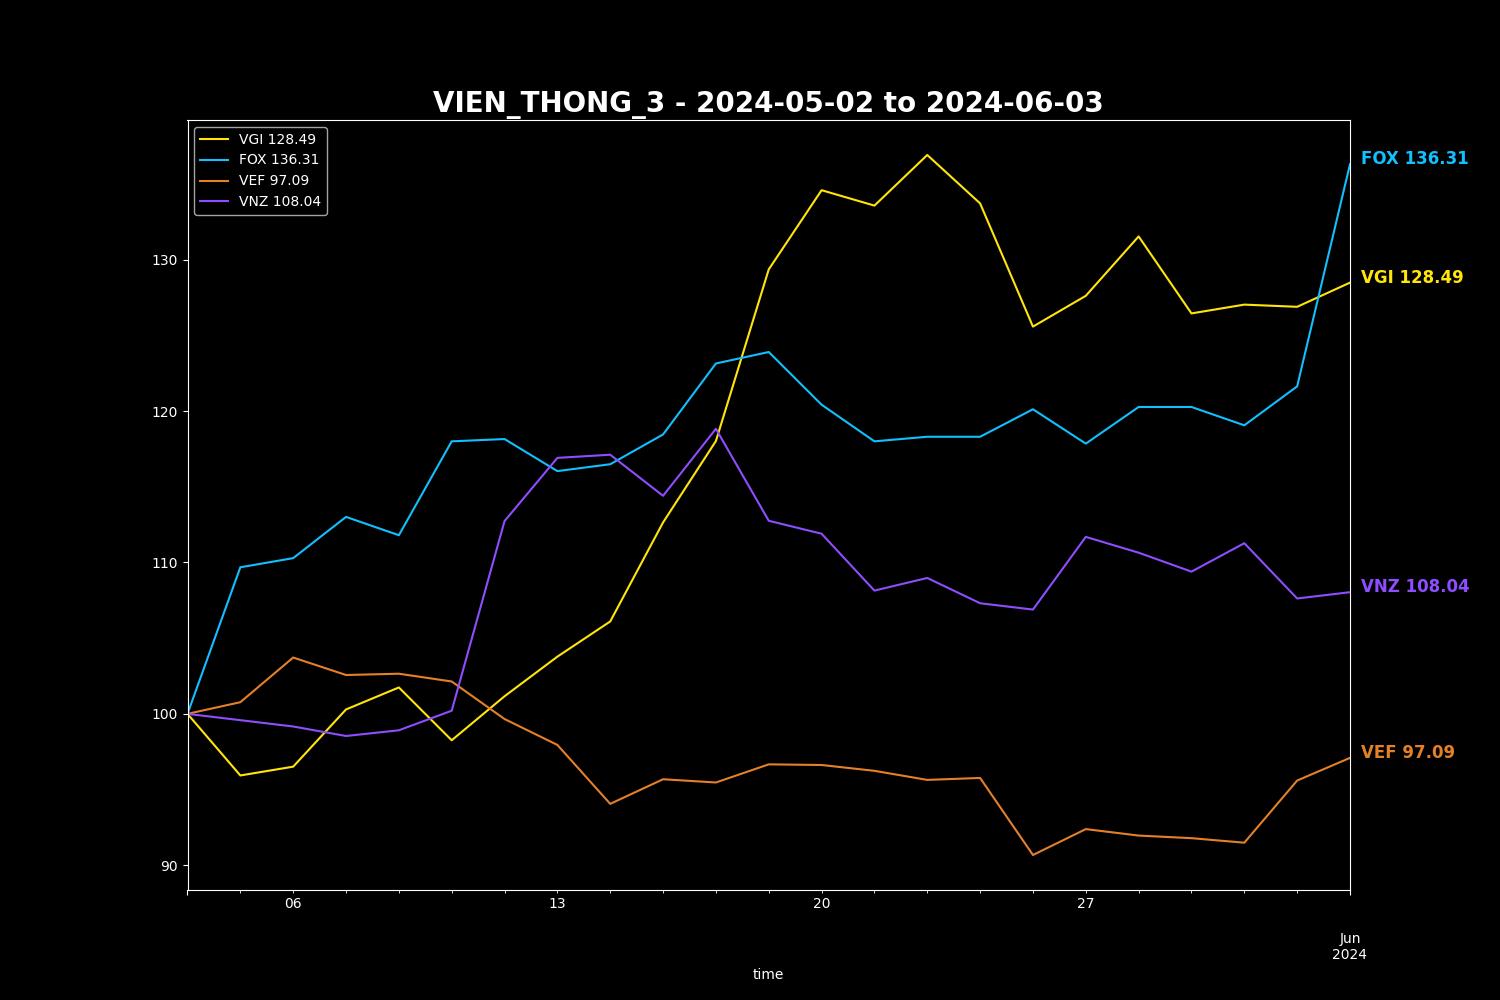 VIEN_THONG_3 - 2024-05-02 to 2024-06-03
VGI 128.49
FOX 136.31
VEF 97.09
VNZ 108.04
FOX 136.31
VGI 128.49
VNZ 108.04
VEF 97.09
130
120
110
100
90
06 13 20 27
Jun
2024
time